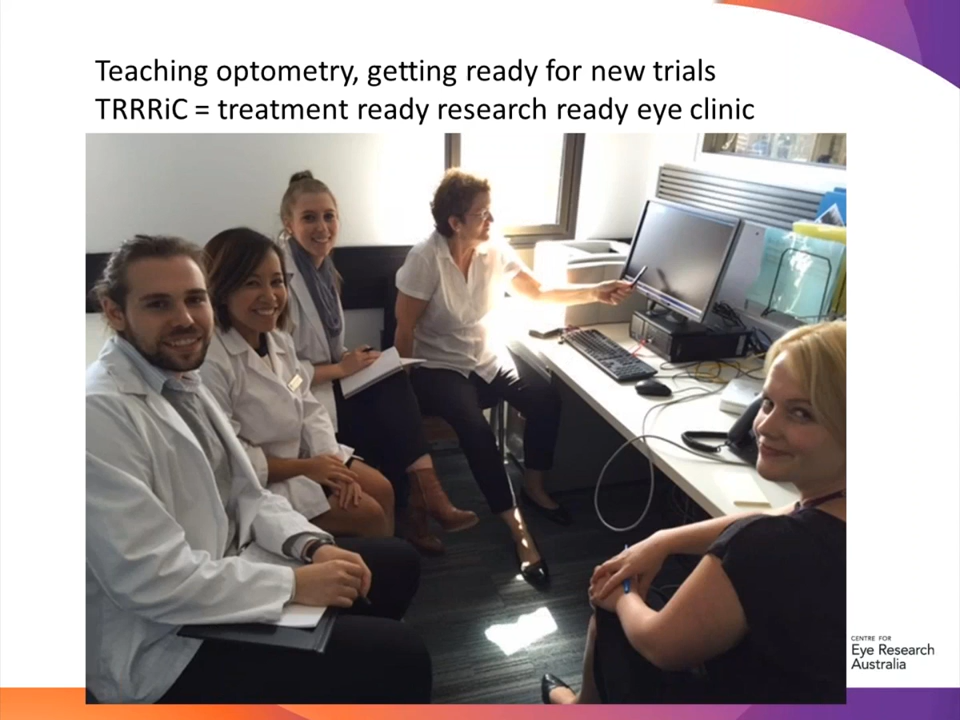 Teaching optometry, getting ready for new trials
TRRRiC = treatment ready research ready eye clinic
CENTRE FOR
Eye Research
Australia